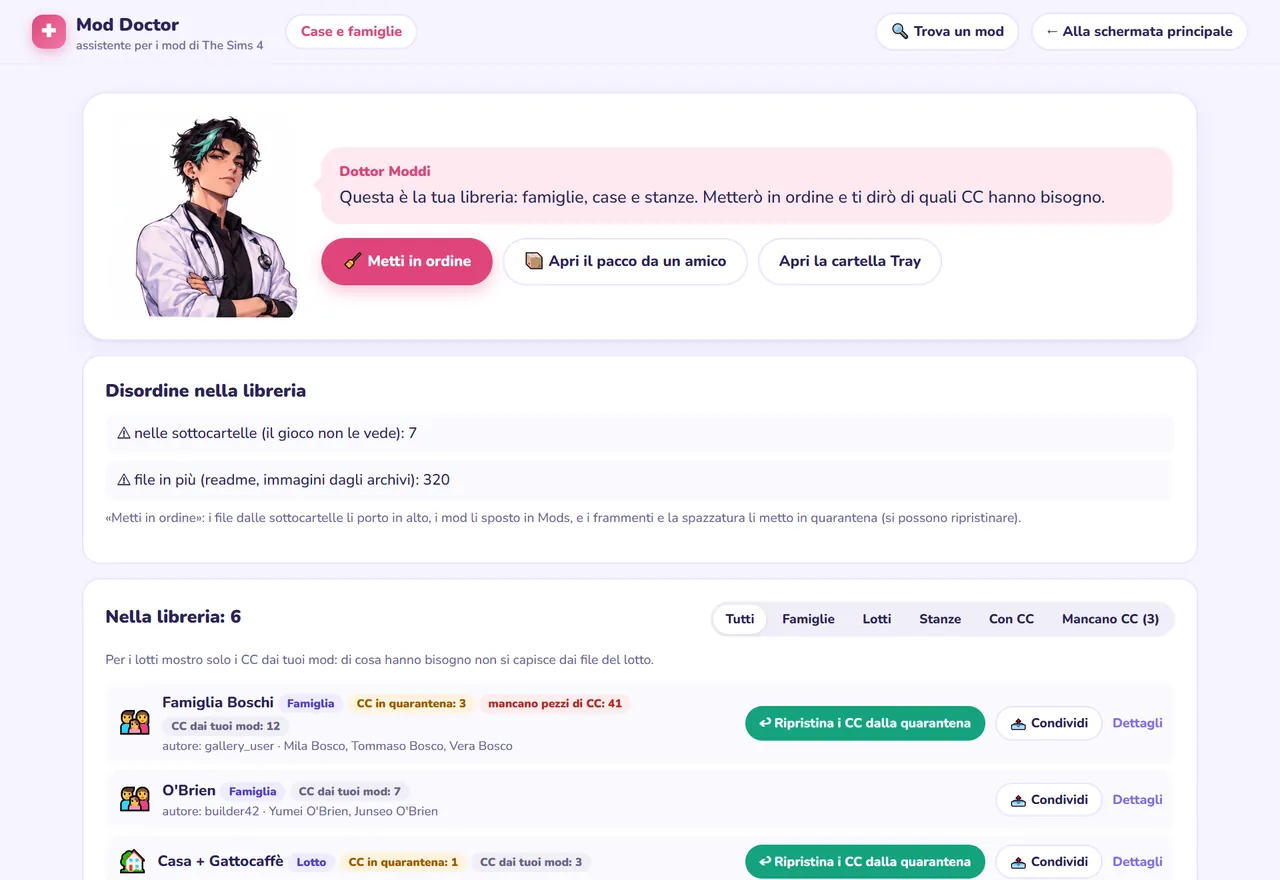 Mod Doctor
assistente per i mod di The Sims 4
Case e famiglie
🔍 Trova un mod
← Alla schermata principale
Dottor Moddi
Questa è la tua libreria: famiglie, case e stanze. Metterò in ordine e ti dirò di quali CC hanno bisogno.
🧹 Metti in ordine
📦 Apri il pacco da un amico
Apri la cartella Tray
Disordine nella libreria
⚠ nelle sottocartelle (il gioco non le vede): 7
⚠ file in più (readme, immagini dagli archivi): 320
«Metti in ordine»: i file dalle sottocartelle li porto in alto, i mod li sposto in Mods, e i frammenti e la spazzatura li metto in quarantena (si possono ripristinare).
Nella libreria: 6
Tutti
Famiglie
Lotti
Stanze
Con CC
Mancano CC (3)
Per i lotti mostro solo i CC dai tuoi mod: di cosa hanno bisogno non si capisce dai file del lotto.
Famiglia Boschi Famiglia CC in quarantena: 3 mancano pezzi di CC: 41
CC dai tuoi mod: 12
autore: gallery_user · Mila Bosco, Tommaso Bosco, Vera Bosco
↩ Ripristina i CC dalla quarantena
📤 Condividi
Dettagli
O'Brien Famiglia CC dai tuoi mod: 7
autore: builder42 · Yumei O'Brien, Junseo O'Brien
📤 Condividi
Dettagli
Casa + Gattocaffè Lotto CC in quarantena: 1 CC dai tuoi mod: 3
↩ Ripristina i CC dalla quarantena
📤 Condividi
Dettagli